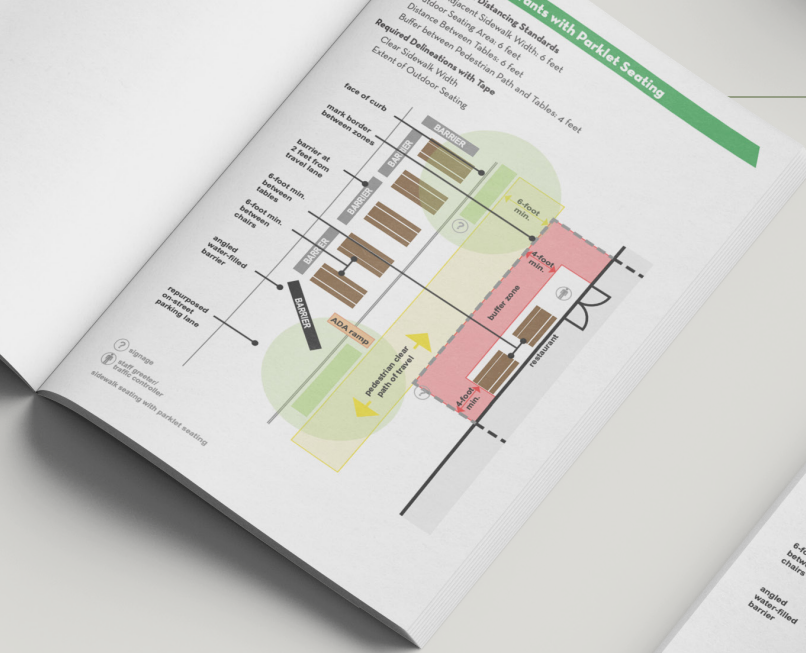 rants with Parklet Seating
Distancing Standards
Adjacent Sidewalk Width: 6 feet
Outdoor Seating Area: 6 feet
Distance Between Tables: 6 feet
Buffer between Pedestrian Path and Tables: 4 feet
Required Delineations with Tape
Clear Sidewalk Width
Extent of Outdoor Seating
face of curb
mark border
between zones
barrier at
2 feet from
travel lane
6-foot min.
between
tables
6-foot min.
between
chairs
angled
water-filled
barrier
repurposed
on-street
parking lane
BARRIER
BARRIER
BARRIER
BARRIER
BARRIER
ADA ramp
?
6-foot
min.
4-foot
min.
buffer zone
restaurant
pedestrian clear
path of travel
4-foot
min.
? signage
staff greeter/
traffic controller
sidewalk seating with parklet seating
6-fo
betw
chairs
angled
water-filled
barrier